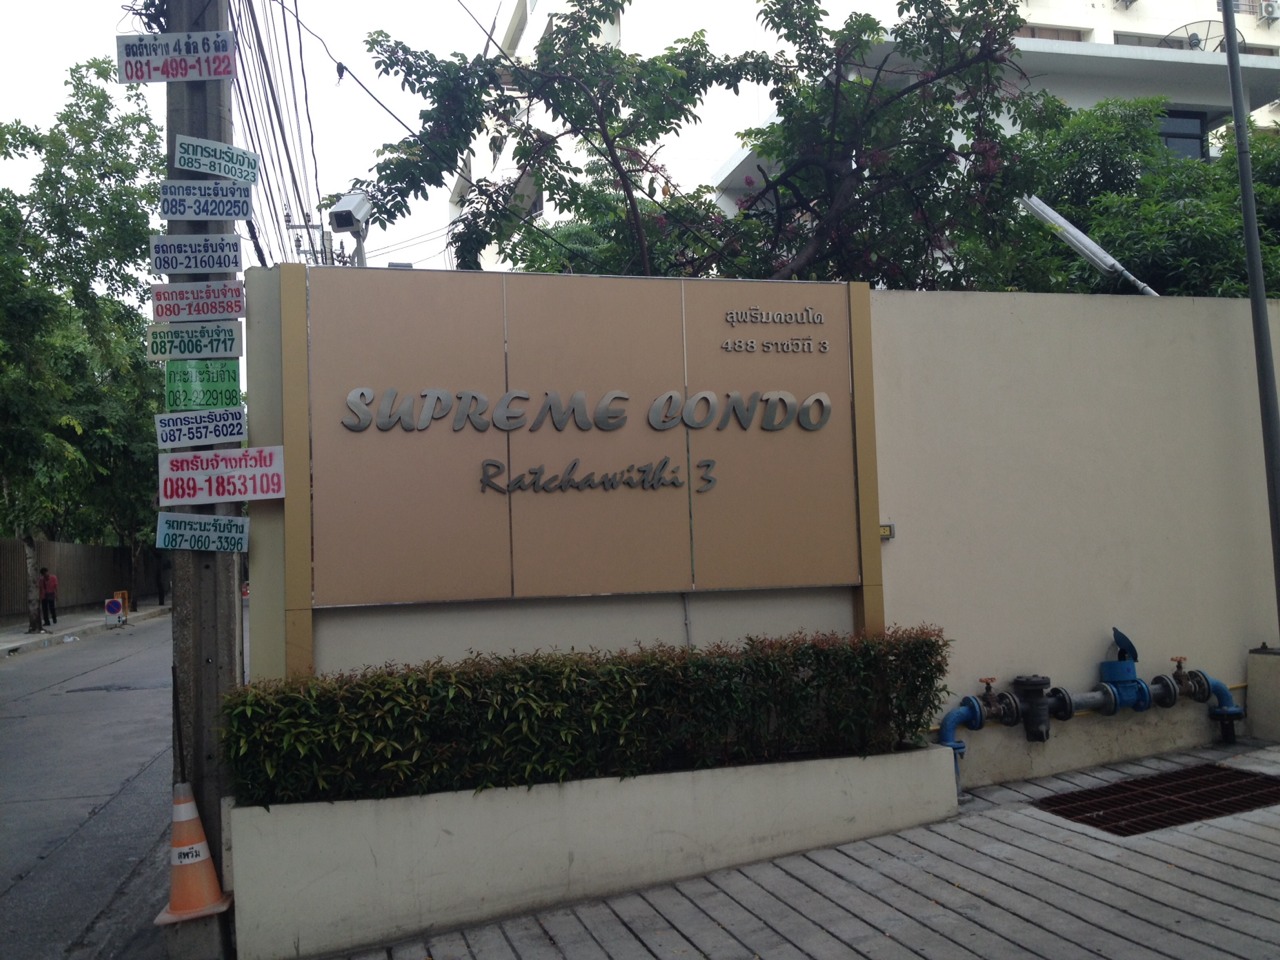 รถรับจ้าง 4 ล้อ 6 ล้อ
081-499-1122
รถกระบะรับจ้าง
085-8100323
รถกระบะรับจ้าง
085-3420250
รถกระบะรับจ้าง
080-2160404
รถกระบะรับจ้าง
080-1408585
รถกระบะรับจ้าง
087-006-1717
กระบะรับจ้าง
082-2229198
รถกระบะรับจ้าง
087-557-6022
รถรับจ้างทั่วไป
089-1853109
รถกระบะรับจ้าง
087-060-3396
สุพรีม
สุพรีมคอนโด
488 ราชวิถี 3
SUPREME CONDO
Ratchawithi 3